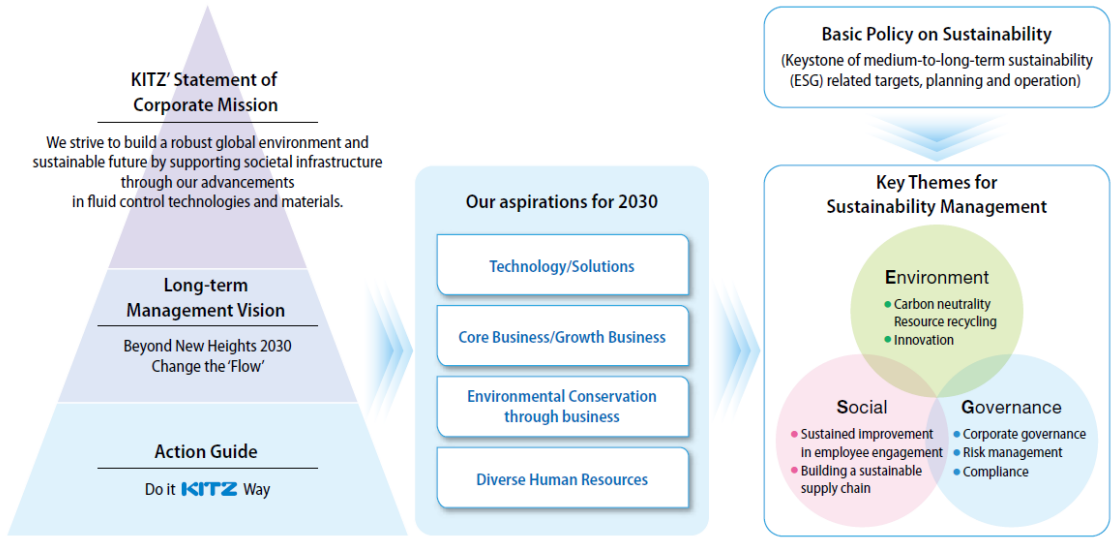 KITZ’ Statement of
Corporate Mission
We strive to build a robust global environment and
sustainable future by supporting societal infrastructure
through our advancements
in fluid control technologies and materials.
Long-term
Management Vision
Beyond New Heights 2030
Change the ‘Flow’
Action Guide
Do it KITZ Way
Our aspirations for 2030
Technology/Solutions
Core Business/Growth Business
Environmental Conservation
through business
Diverse Human Resources
Basic Policy on Sustainability
(Keystone of medium-to-long-term sustainability
(ESG) related targets, planning and operation)
Key Themes for
Sustainability Management
Environment
• Carbon neutrality
Resource recycling
• Innovation
Social
• Sustained improvement
in employee engagement
• Building a sustainable
supply chain
Governance
• Corporate governance
• Risk management
• Compliance